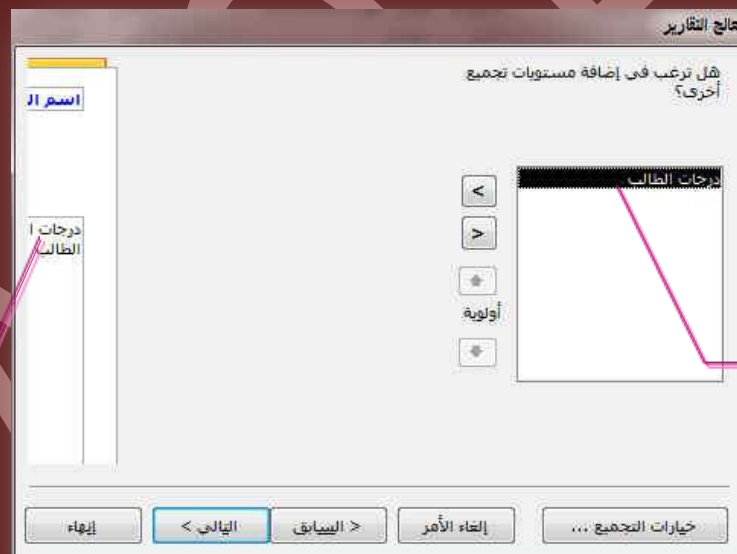 عالج التقارير
هل ترغب في إضافة مستويات تجميع
أخرى؟
درجات الطالب
>
<
أولوية
اسم ال
درجات ا
الطالب
خيارات التجميع ...
إلغاء الأمر
< السابق
التالي >
إنهاء